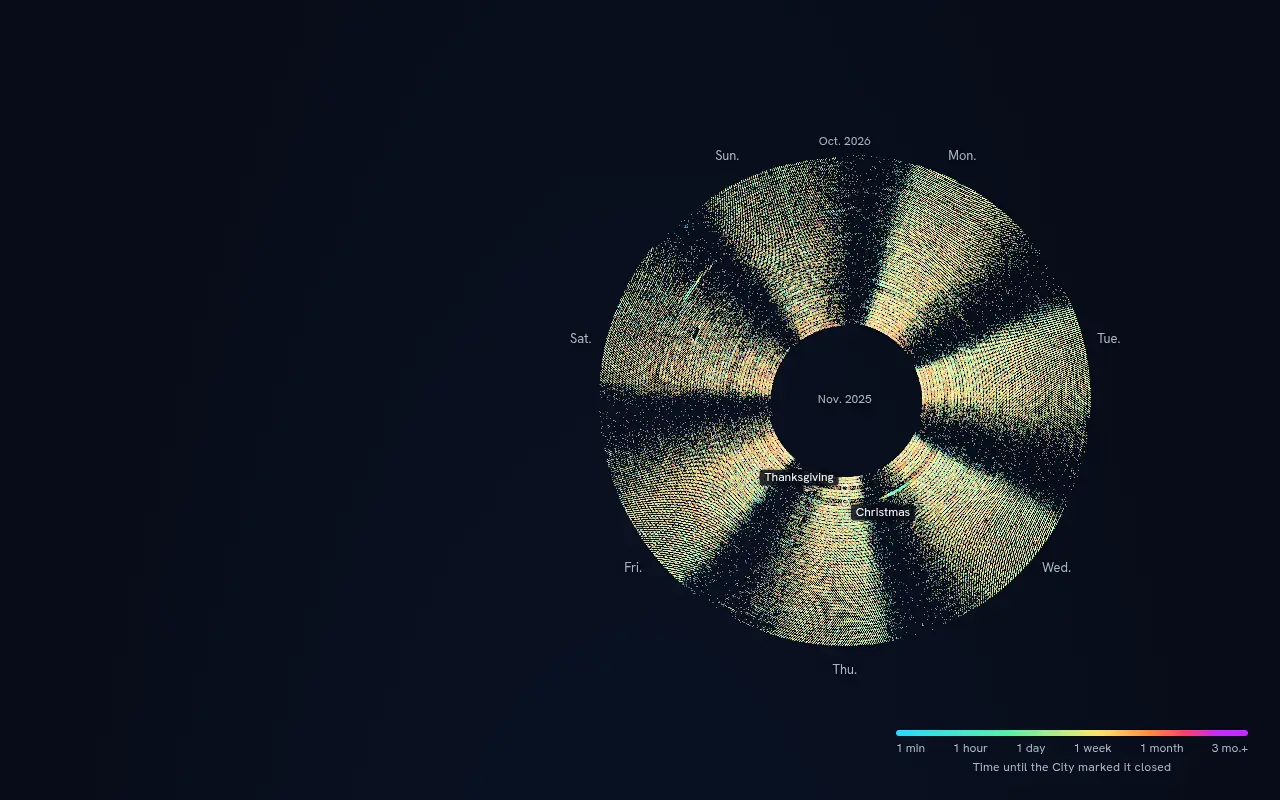 Oct. 2026
Sun.
Mon.
Sat.
Tue.
Nov. 2025
Thanksgiving
Christmas
Fri.
Wed.
Thu.
1 min
1 hour
1 day
1 week
1 month
3 mo.+
Time until the City marked it closed